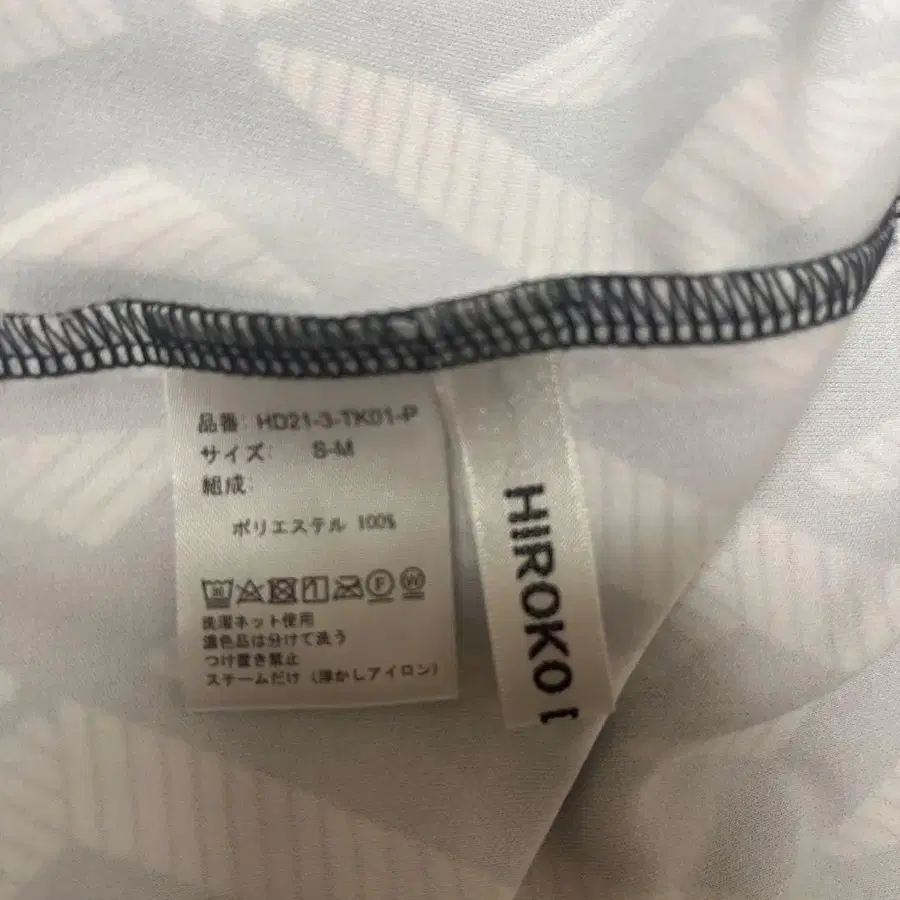 品番: HD21-3-TK01-P
サイズ: S-M
組成:
ポリエステル 100%
洗濯ネット使用
濃色品は分けて洗う
つけ置き禁止
スチームだけ (浮かしアイロン)
HIROKO